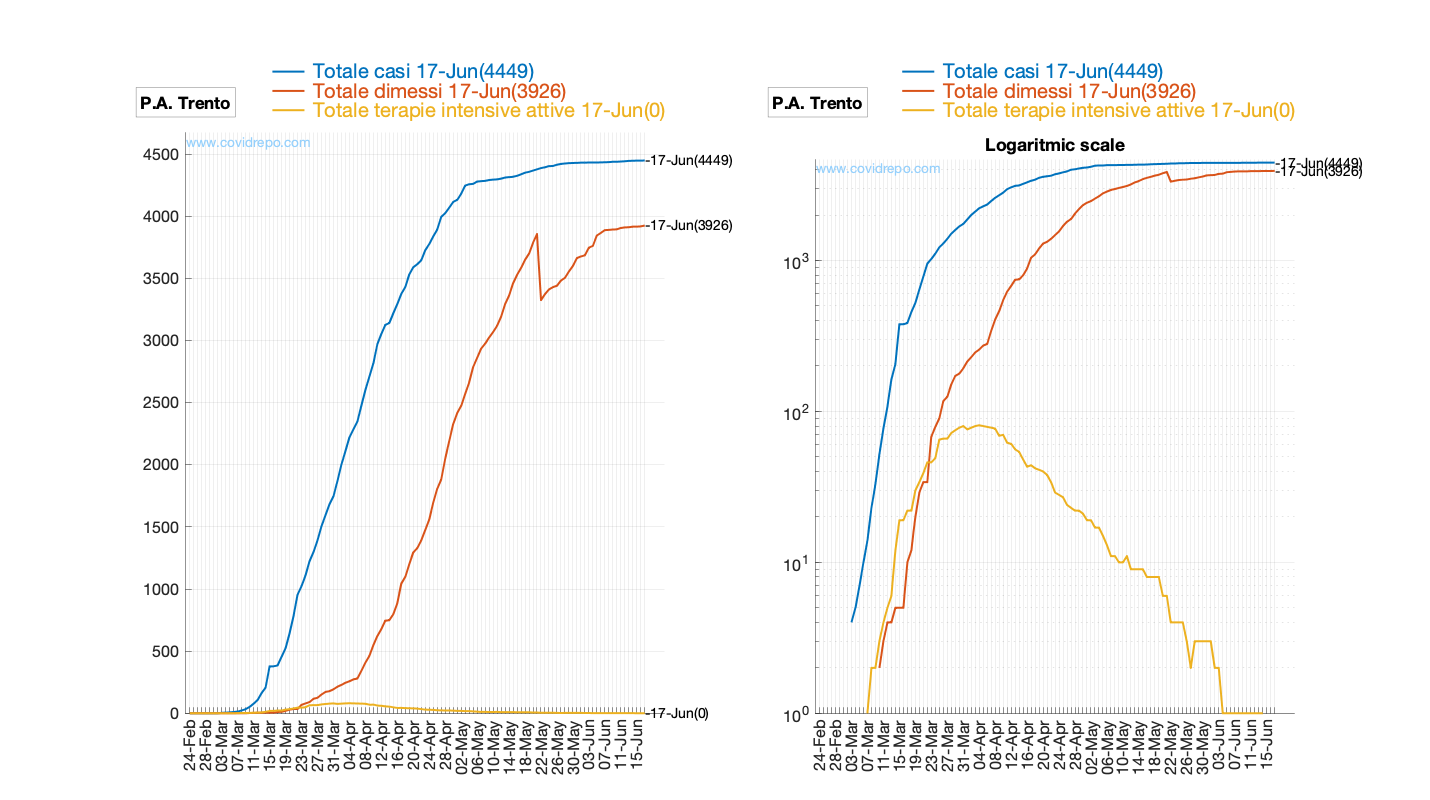 Totale casi 17-Jun(4449)
Totale dimessi 17-Jun(3926)
Totale terapie intensive attive 17-Jun(0)
P.A. Trento
www.covidrepo.com
4500
4000
3500
3000
2500
2000
1500
1000
500
0
-17-Jun(4449)
-17-Jun(3926)
-17-Jun(0)
24-Feb
28-Feb
03-Mar
07-Mar
11-Mar
15-Mar
19-Mar
23-Mar
27-Mar
31-Mar
04-Apr
08-Apr
12-Apr
16-Apr
20-Apr
24-Apr
28-Apr
02-May
06-May
10-May
14-May
18-May
22-May
26-May
30-May
03-Jun
07-Jun
11-Jun
15-Jun
Totale casi 17-Jun(4449)
Totale dimessi 17-Jun(3926)
Totale terapie intensive attive 17-Jun(0)
P.A. Trento
Logaritmic scale
www.covidrepo.com
10³
10²
10¹
10⁰
-17-Jun(4449)
-17-Jun(3926)
24-Feb
28-Feb
03-Mar
07-Mar
11-Mar
15-Mar
19-Mar
23-Mar
27-Mar
31-Mar
04-Apr
08-Apr
12-Apr
16-Apr
20-Apr
24-Apr
28-Apr
02-May
06-May
10-May
14-May
18-May
22-May
26-May
30-May
03-Jun
07-Jun
11-Jun
15-Jun